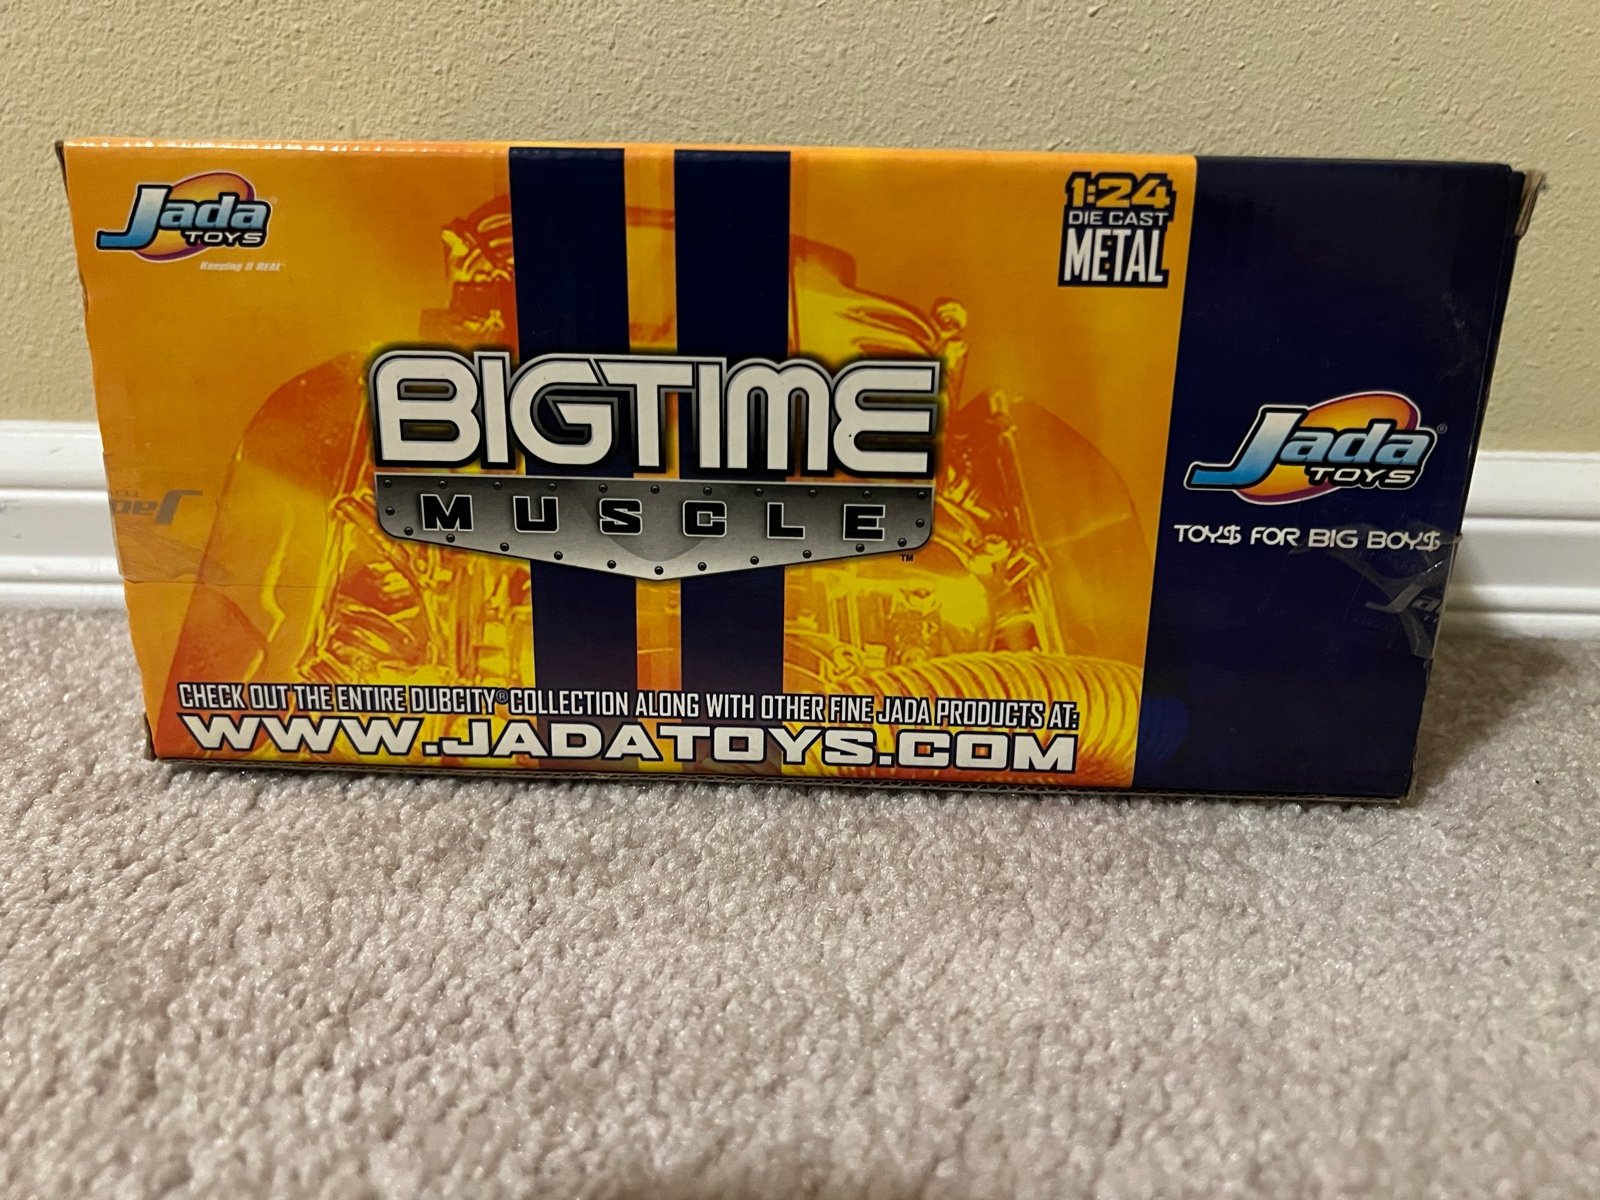 Jada
TOYS
Keeping it REAL
1:24
DIE CAST
METAL
BIGTIME
MUSCLE™
Jada®
TOYS
TOY$ FOR BIG BOY$
CHECK OUT THE ENTIRE DUBCITY® COLLECTION ALONG WITH OTHER FINE JADA PRODUCTS AT:
WWW.JADATOYS.COM